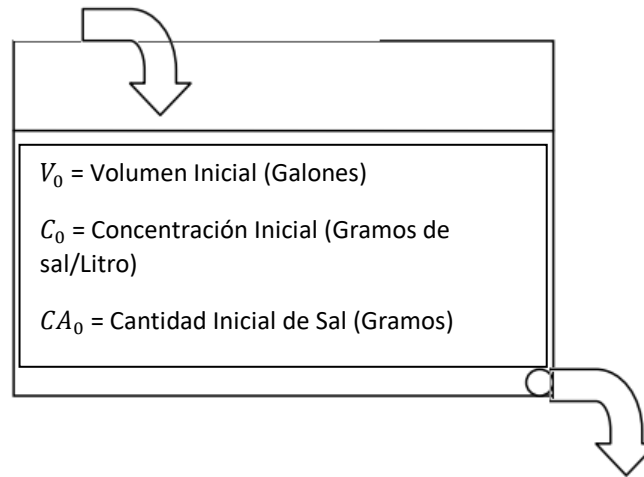 V₀ = Volumen Inicial (Galones)
C₀ = Concentración Inicial (Gramos de
sal/Litro)
CA₀ = Cantidad Inicial de Sal (Gramos)